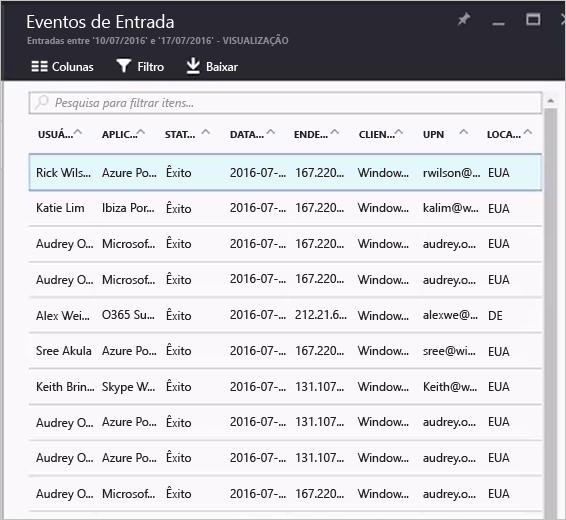 Eventos de Entrada
Entradas entre '10/07/2016' e '17/07/2016' - VISUALIZAÇÃO
Colunas Filtro Baixar
Pesquisa para filtrar itens...
USUÁ... APLIC... STAT... DATA... ENDE... CLIEN... UPN LOCA...
Rick Wils... Azure Po... Êxito 2016-07-... 167.220... Window... rwilson@... EUA
Katie Lim Ibiza Por... Êxito 2016-07-... 167.220... Window... kalim@w... EUA
Audrey O... Microsof... Êxito 2016-07-... 167.220... Window... audrey.o... EUA
Audrey O... Microsof... Êxito 2016-07-... 167.220... Window... audrey.o... EUA
Alex Wei... O365 Su... Êxito 2016-07-... 212.21.6... Window... alexwe@... DE
Sree Akula Azure Po... Êxito 2016-07-... 167.220... Window... sree@wi... EUA
Keith Brin... Skype W... Êxito 2016-07-... 131.107... Window... Keith@w... EUA
Audrey O... Azure Po... Êxito 2016-07-... 131.107... Window... audrey.o... EUA
Audrey O... Azure Po... Êxito 2016-07-... 131.107... Window... audrey.o... EUA
Audrey O... Microsof... Êxito 2016-07-... 167.220... Window... audrey.o... EUA